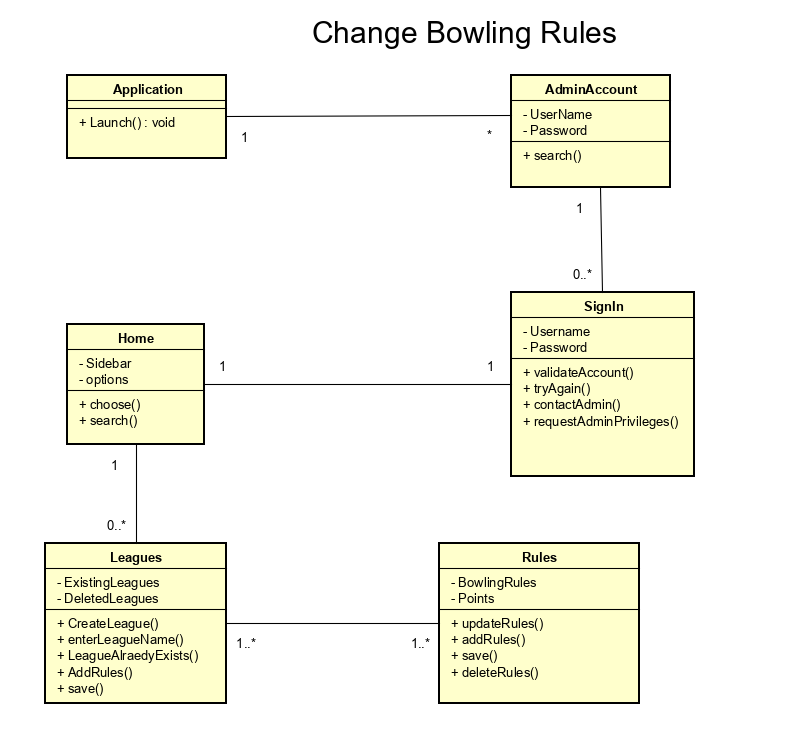 Change Bowling Rules
Application
+ Launch() : void
1
*
AdminAccount
- UserName
- Password
+ search()
1
0..*
SignIn
- Username
- Password
+ validateAccount()
+ tryAgain()
+ contactAdmin()
+ requestAdminPrivileges()
Home
- Sidebar
- options
+ choose()
+ search()
1
1
1
0..*
Leagues
- ExistingLeagues
- DeletedLeagues
+ CreateLeague()
+ enterLeagueName()
+ LeagueAlraedyExists()
+ AddRules()
+ save()
1..*
1..*
Rules
- BowlingRules
- Points
+ updateRules()
+ addRules()
+ save()
+ deleteRules()